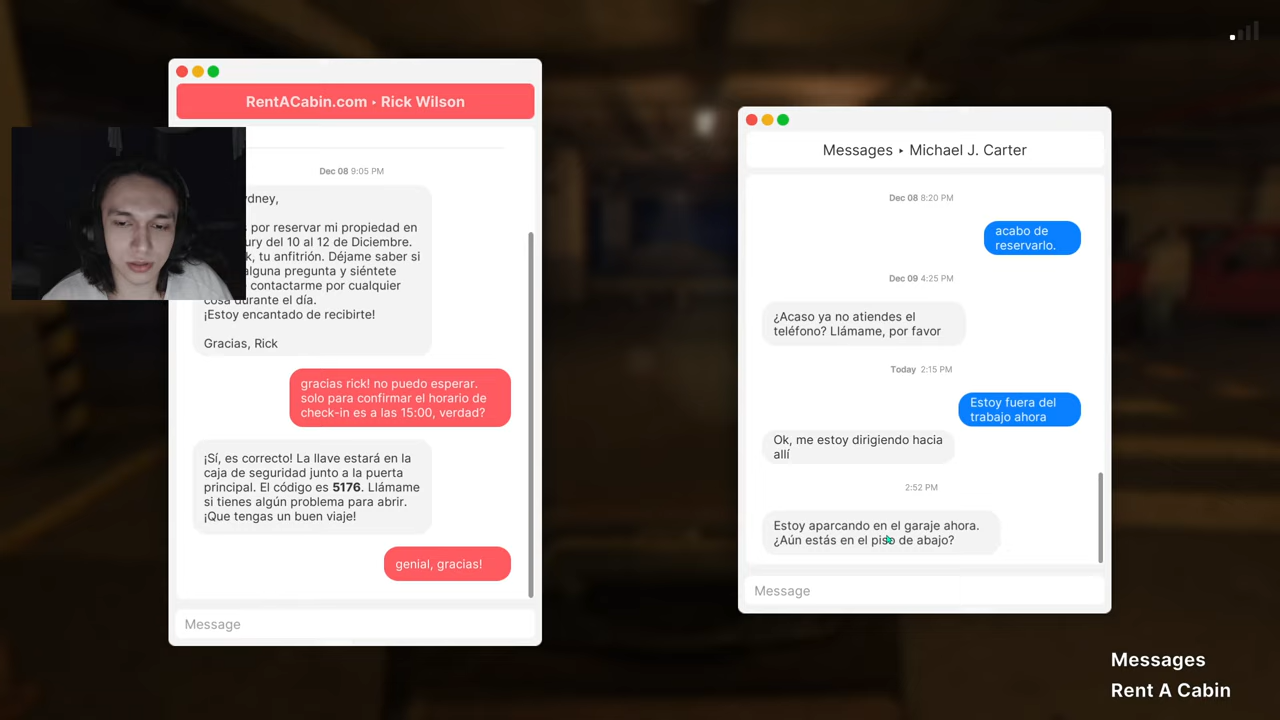 RentACabin.com ‣ Rick Wilson
Dec 08 9:05 PM
por reservar mi propiedad en
del 10 al 12 de Diciembre.
tu anfitrión. Déjame saber si
alguna pregunta y siéntete
contactarme por cualquier
cosa durante el día.
¡Estoy encantado de recibirte!
Gracias, Rick
gracias rick! no puedo esperar.
solo para confirmar el horario de
check-in es a las 15:00, verdad?
¡Sí, es correcto! La llave estará en la
caja de seguridad junto a la puerta
principal. El código es 5176. Llámame
si tienes algún problema para abrir.
¡Que tengas un buen viaje!
genial, gracias!
Message
Messages ‣ Michael J. Carter
Dec 08 8:20 PM
acabo de
reservarlo.
Dec 09 4:25 PM
¿Acaso ya no atiendes el
teléfono? Llámame, por favor
Today 2:15 PM
Estoy fuera del
trabajo ahora
Ok, me estoy dirigiendo hacia
allí
2:52 PM
Estoy aparcando en el garaje ahora.
¿Aún estás en el piso de abajo?
Message
Messages
Rent A Cabin